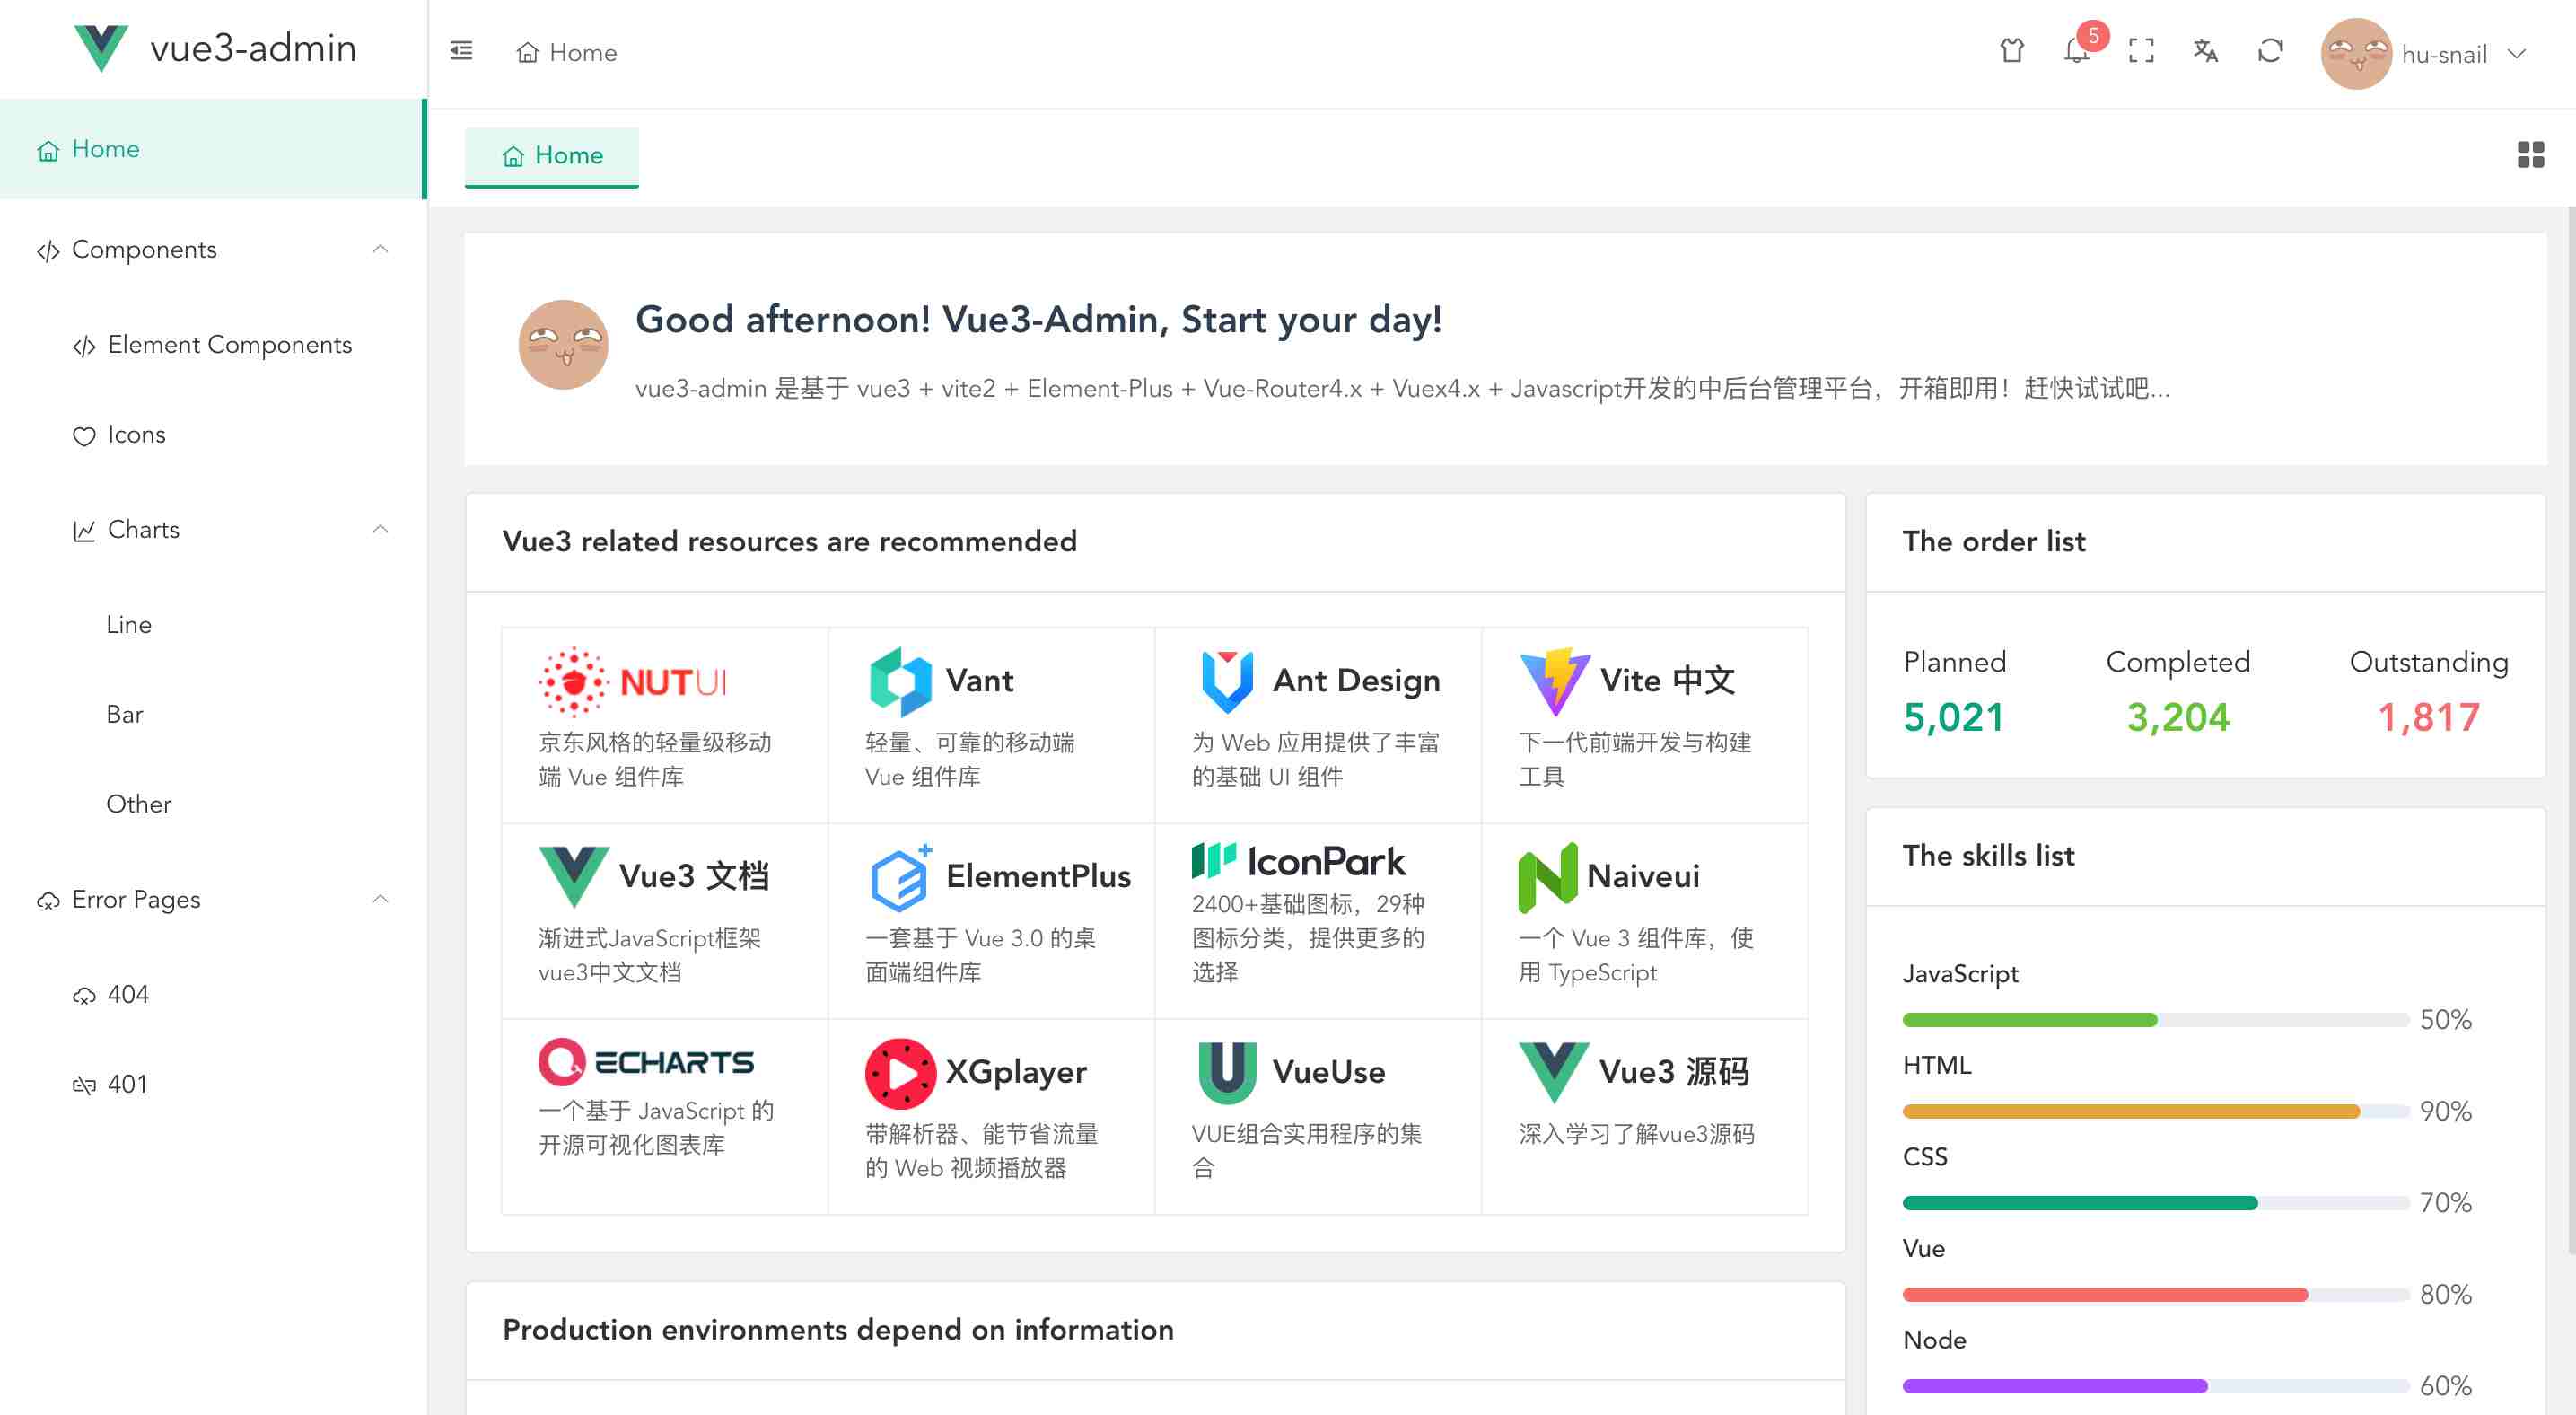 vue3-admin
Home
5
hu-snail
Home
Components
Element Components
Icons
Charts
Line
Bar
Other
Error Pages
404
401
Home
Good afternoon! Vue3-Admin, Start your day!
vue3-admin 是基于 vue3 + vite2 + Element-Plus + Vue-Router4.x + Vuex4.x + Javascript开发的中后台管理平台，开箱即用！赶快试试吧...
Vue3 related resources are recommended
NUTUI
京东风格的轻量级移动
端 Vue 组件库
Vant
轻量、可靠的移动端
Vue 组件库
Ant Design
为 Web 应用提供了丰富
的基础 UI 组件
Vite 中文
下一代前端开发与构建
工具
Vue3 文档
渐进式JavaScript框架
vue3中文文档
ElementPlus
一套基于 Vue 3.0 的桌
面端组件库
IconPark
2400+基础图标，29种
图标分类，提供更多的
选择
Naiveui
一个 Vue 3 组件库，使
用 TypeScript
ECHARTS
一个基于 JavaScript 的
开源可视化图表库
XGplayer
带解析器、能节省流量
的 Web 视频播放器
VueUse
VUE组合实用程序的集
合
Vue3 源码
深入学习了解vue3源码
Production environments depend on information
The order list
Planned Completed Outstanding
5,021 3,204 1,817
The skills list
JavaScript
50%
HTML
90%
CSS
70%
Vue
80%
Node
60%